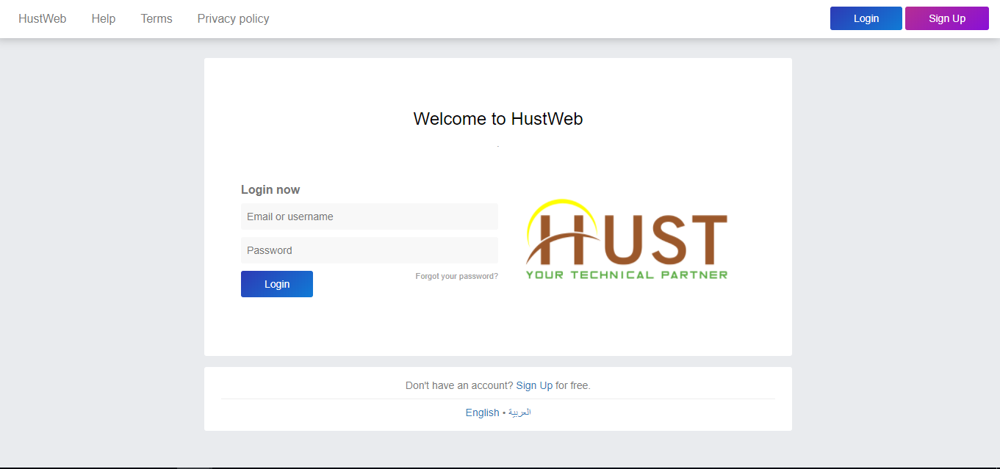 HustWeb Help Terms Privacy policy Login Sign Up
Welcome to HustWeb
.
Login now
Email or username
Password
Login Forgot your password?
HUST
YOUR TECHNICAL PARTNER
Don't have an account? Sign Up for free.
English • العربية